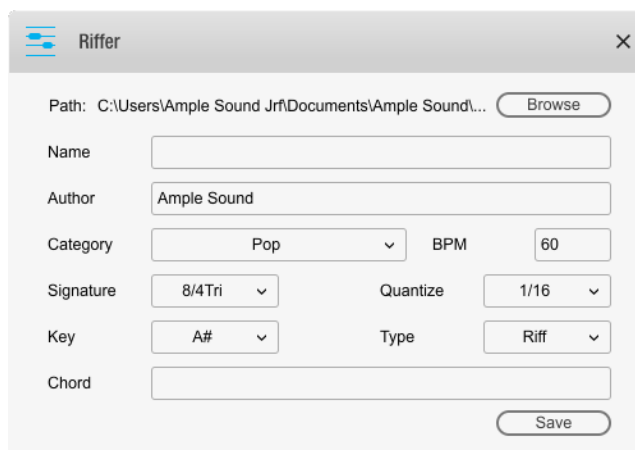 Riffer
Path: C:\Users\Ample Sound Jrf\Documents\Ample Sound\... Browse
Name
Author Ample Sound
Category Pop BPM 60
Signature 8/4Tri Quantize 1/16
Key A# Type Riff
Chord
Save